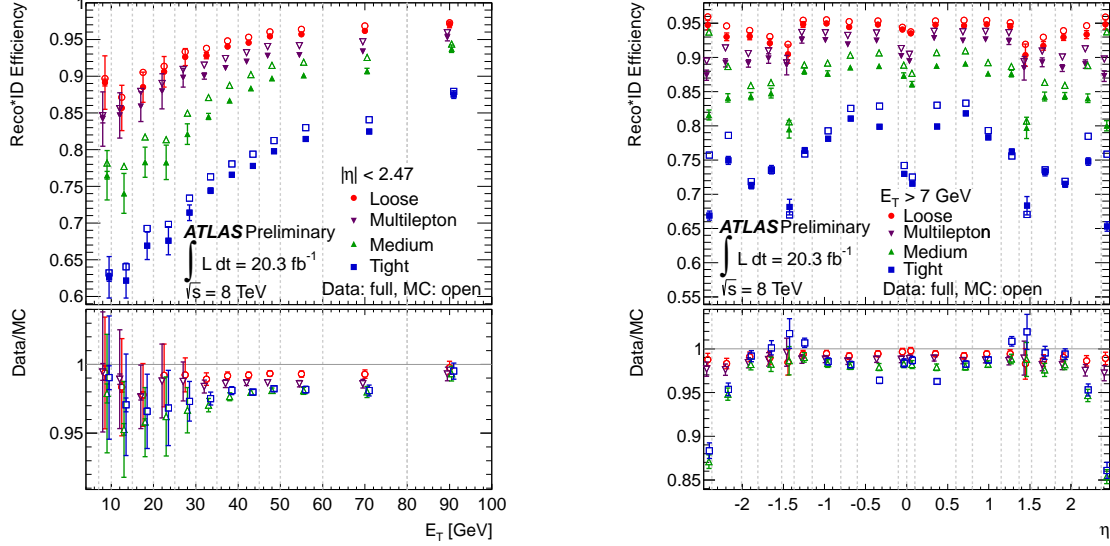 Reco*ID Efficiency
1
0.95
0.9
0.85
0.8
0.75
0.7
0.65
0.6
|η| < 2.47
Loose
Multilepton
Medium
Tight
ATLAS Preliminary
∫ L dt = 20.3 fb⁻¹
√s = 8 TeV
Data: full, MC: open
Data/MC
1
0.95
10 20 30 40 50 60 70 80 90 100
E_T [GeV]
Reco*ID Efficiency
0.95
0.9
0.85
0.8
0.75
0.7
0.65
0.6
0.55
E_T > 7 GeV
Loose
Multilepton
Medium
Tight
ATLAS Preliminary
∫ L dt = 20.3 fb⁻¹
√s = 8 TeV
Data: full, MC: open
Data/MC
1
0.95
0.9
0.85
-2 -1.5 -1 -0.5 0 0.5 1 1.5 2
η